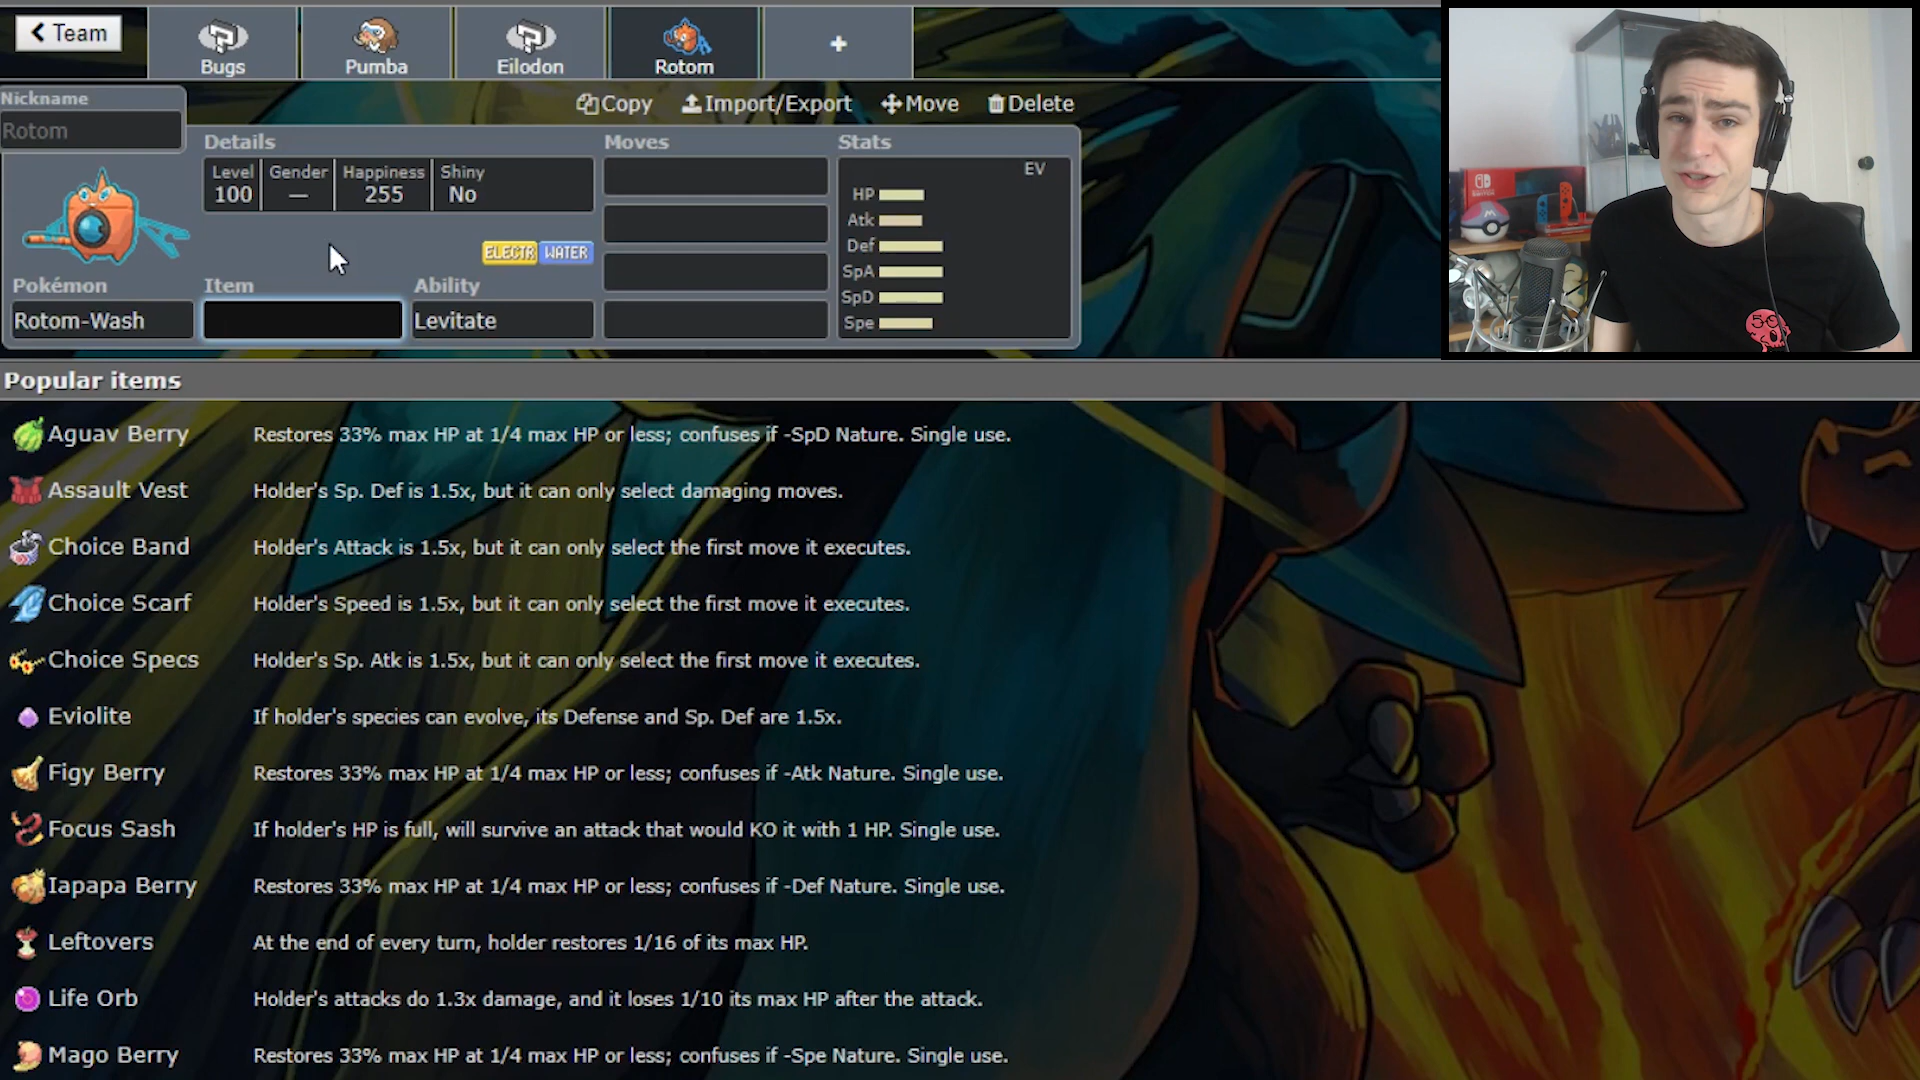 Team
Bugs
Pumba
Eilodon
Rotom
+
Nickname
Rotom
Copy
Import/Export
Move
Delete
Details
Moves
Stats
Level
100
Gender
—
Happiness
255
Shiny
No
EV
HP
Atk
Def
SpA
SpD
Spe
ELECTR
WATER
Pokémon
Rotom-Wash
Item
Ability
Levitate
Popular items
Aguav Berry Restores 33% max HP at 1/4 max HP or less; confuses if -SpD Nature. Single use.
Assault Vest Holder's Sp. Def is 1.5x, but it can only select damaging moves.
Choice Band Holder's Attack is 1.5x, but it can only select the first move it executes.
Choice Scarf Holder's Speed is 1.5x, but it can only select the first move it executes.
Choice Specs Holder's Sp. Atk is 1.5x, but it can only select the first move it executes.
Eviolite If holder's species can evolve, its Defense and Sp. Def are 1.5x.
Figy Berry Restores 33% max HP at 1/4 max HP or less; confuses if -Atk Nature. Single use.
Focus Sash If holder's HP is full, will survive an attack that would KO it with 1 HP. Single use.
Iapapa Berry Restores 33% max HP at 1/4 max HP or less; confuses if -Def Nature. Single use.
Leftovers At the end of every turn, holder restores 1/16 of its max HP.
Life Orb Holder's attacks do 1.3x damage, and it loses 1/10 its max HP after the attack.
Mago Berry Restores 33% max HP at 1/4 max HP or less; confuses if -Spe Nature. Single use.